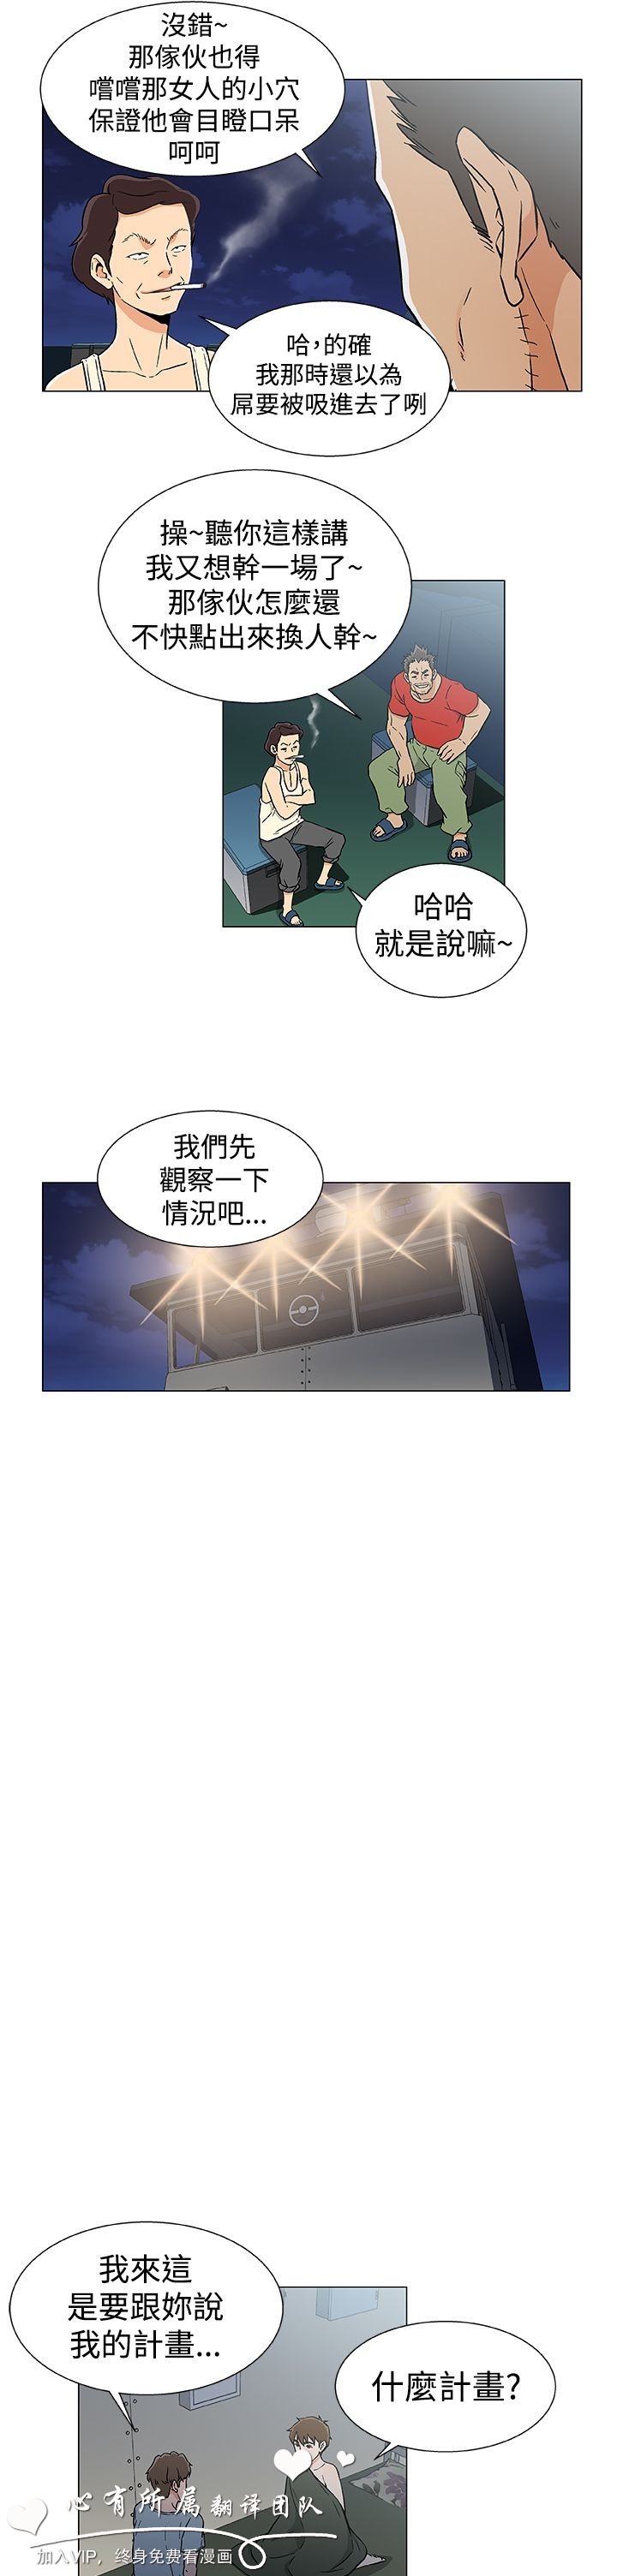 沒錯~
那傢伙也得
嚐嚐那女人的小穴
保證他會目瞪口呆
呵呵
哈，的確
我那時還以為
屌要被吸進去了咧
操~聽你這樣講
我又想幹一場了~
那傢伙怎麼還
不快點出來換人幹~
哈哈
就是說嘛~
我們先
觀察一下
情況吧...
我來這
是要跟妳說
我的計畫...
什麼計畫?
心有所属翻译团队
加入VIP，终身免费看漫画